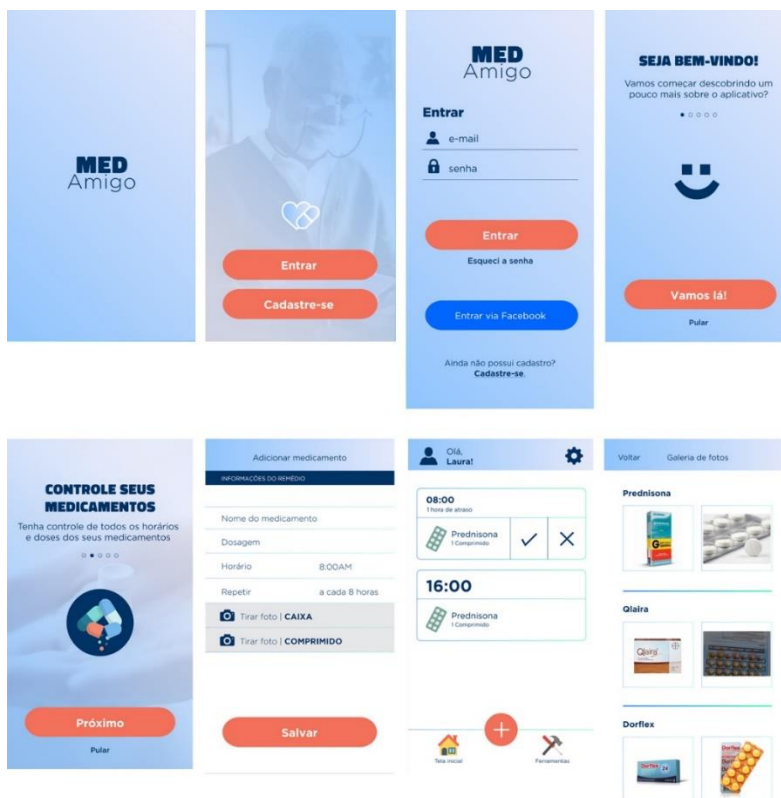 MED
Amigo
Entrar
Cadastre-se
MED
Amigo
Entrar
e-mail
senha
Entrar
Esqueci a senha
Entrar via Facebook
Ainda não possui cadastro?
Cadastre-se.
SEJA BEM-VINDO!
Vamos começar descobrindo um
pouco mais sobre o aplicativo?
Vamos lá!
Pular
CONTROLE SEUS
MEDICAMENTOS
Tenha controle de todos os horários
e doses dos seus medicamentos
Próximo
Pular
Adicionar medicamento
INFORMAÇÕES DO REMÉDIO
Nome do medicamento
Dosagem
Horário 8:00AM
Repetir a cada 8 horas
Tirar foto | CAIXA
Tirar foto | COMPRIMIDO
Salvar
Olá,
Laura!
08:00
1 hora de atraso
Prednisona
1 Comprimido
16:00
Prednisona
1 Comprimido
Tela inicial
Ferramentas
Voltar Galeria de fotos
Prednisona
G
Qlaira
Qlaira
Dorflex
Dorflex
24
Dorflex